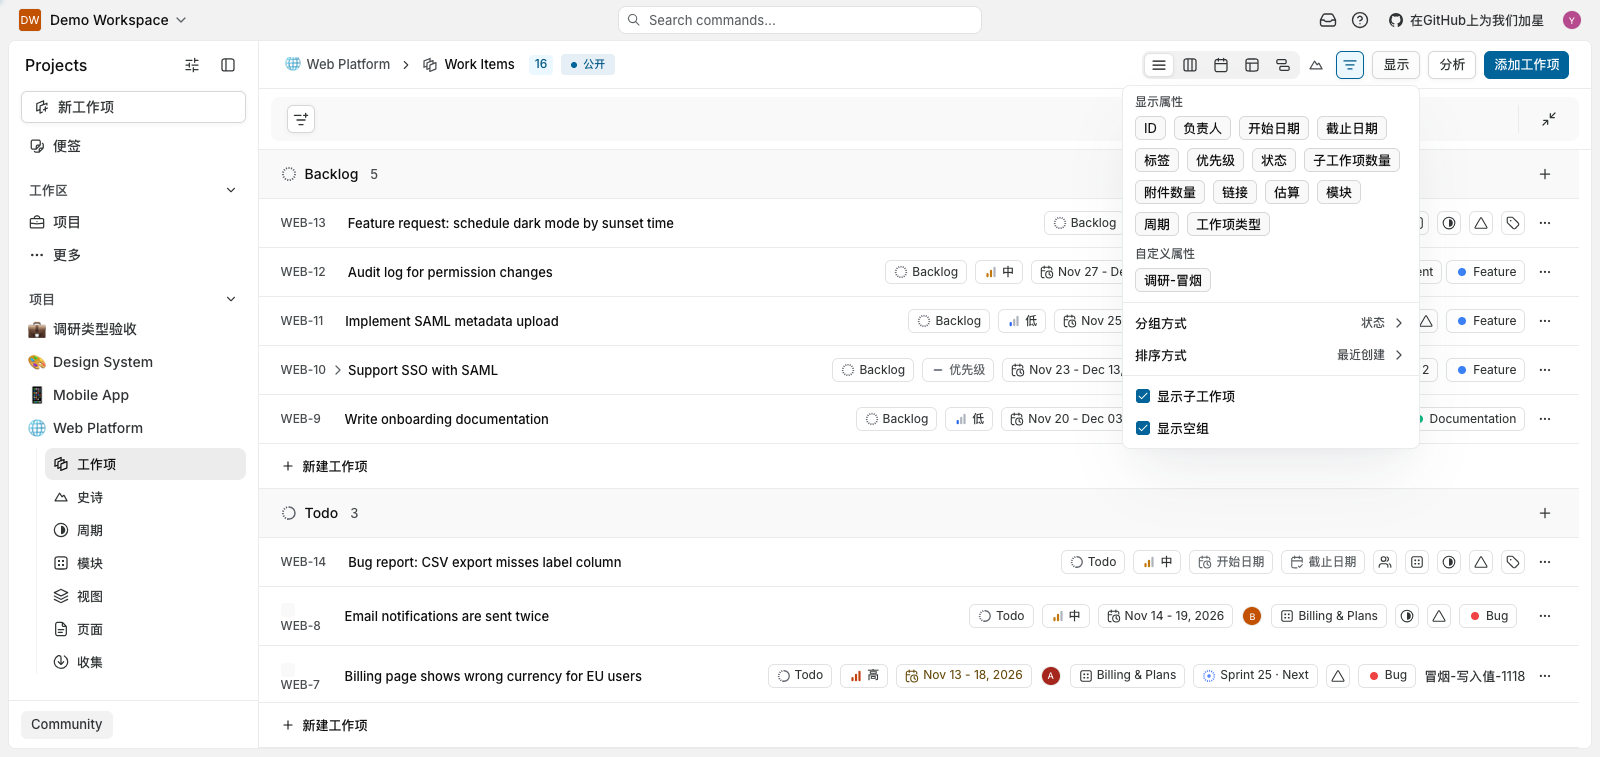 DW Demo Workspace
Search commands...
在GitHub上为我们加星
Y
Projects
新工作项
便签
工作区
项目
更多
项目
调研类型验收
Design System
Mobile App
Web Platform
工作项
史诗
周期
模块
视图
页面
收集
Community
Web Platform
Work Items
16
公开
显示
分析
添加工作项
显示属性
ID 负责人 开始日期 截止日期
标签 优先级 状态 子工作项数量
附件数量 链接 估算 模块
周期 工作项类型
自定义属性
调研-冒烟
分组方式 状态
排序方式 最近创建
显示子工作项
显示空组
Backlog 5
WEB-13 Feature request: schedule dark mode by sunset time Backlog
WEB-12 Audit log for permission changes Backlog 中 Nov 27 - De Feature
WEB-11 Implement SAML metadata upload Backlog 低 Nov 25 Feature
WEB-10 Support SSO with SAML Backlog 优先级 Nov 23 - Dec 13, 2 Feature
WEB-9 Write onboarding documentation Backlog 低 Nov 20 - Dec 03 Documentation
新建工作项
Todo 3
WEB-14 Bug report: CSV export misses label column Todo 中 开始日期 截止日期
WEB-8 Email notifications are sent twice Todo 中 Nov 14 - 19, 2026 B Billing & Plans Bug
WEB-7 Billing page shows wrong currency for EU users Todo 高 Nov 13 - 18, 2026 A Billing & Plans Sprint 25 · Next Bug 冒烟-写入值-1118
新建工作项